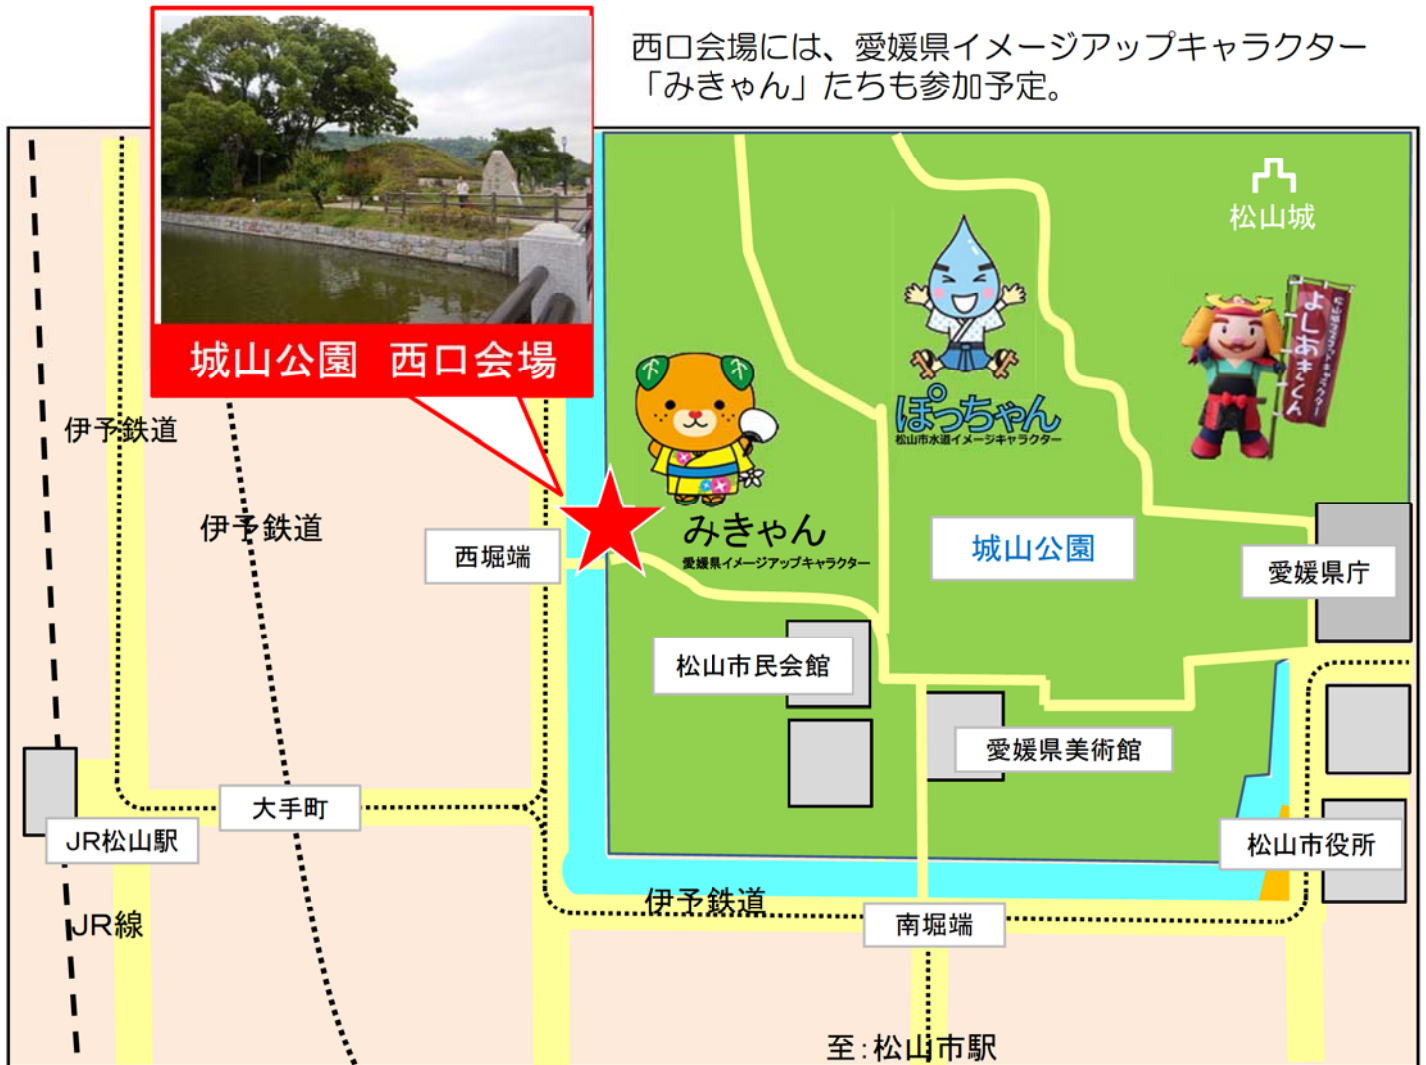 西口会場には、愛媛県イメージアップキャラクター
「みきゃん」たちも参加予定。
城山公園 西口会場
松山城
よしあきくん
ぽっちゃん
松山市水道イメージキャラクター
みきゃん
愛媛県イメージアップキャラクター
伊予鉄道
伊予鉄道
西堀端
城山公園
愛媛県庁
松山市民会館
愛媛県美術館
大手町
JR松山駅
松山市役所
伊予鉄道
JR線
南堀端
至:松山市駅